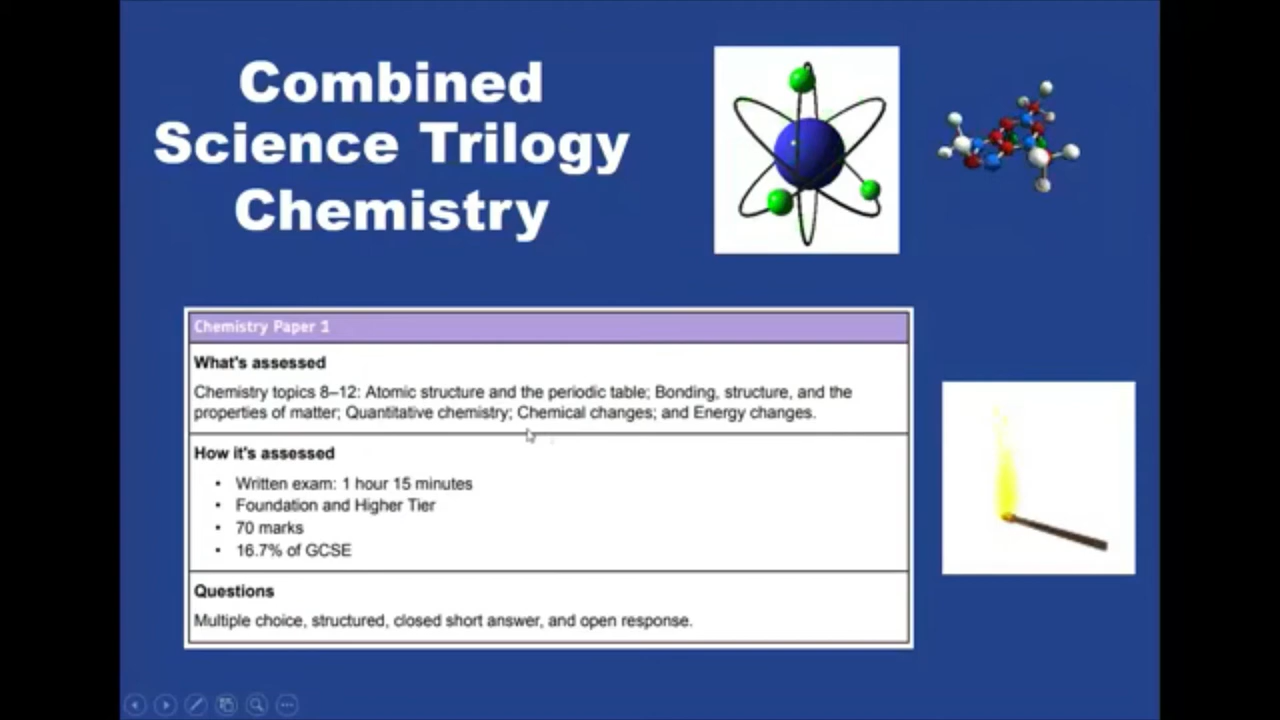 Combined
Science Trilogy
Chemistry
Chemistry Paper 1
What's assessed
Chemistry topics 8–12: Atomic structure and the periodic table; Bonding, structure, and the
properties of matter; Quantitative chemistry; Chemical changes; and Energy changes.
How it's assessed
• Written exam: 1 hour 15 minutes
• Foundation and Higher Tier
• 70 marks
• 16.7% of GCSE
Questions
Multiple choice, structured, closed short answer, and open response.